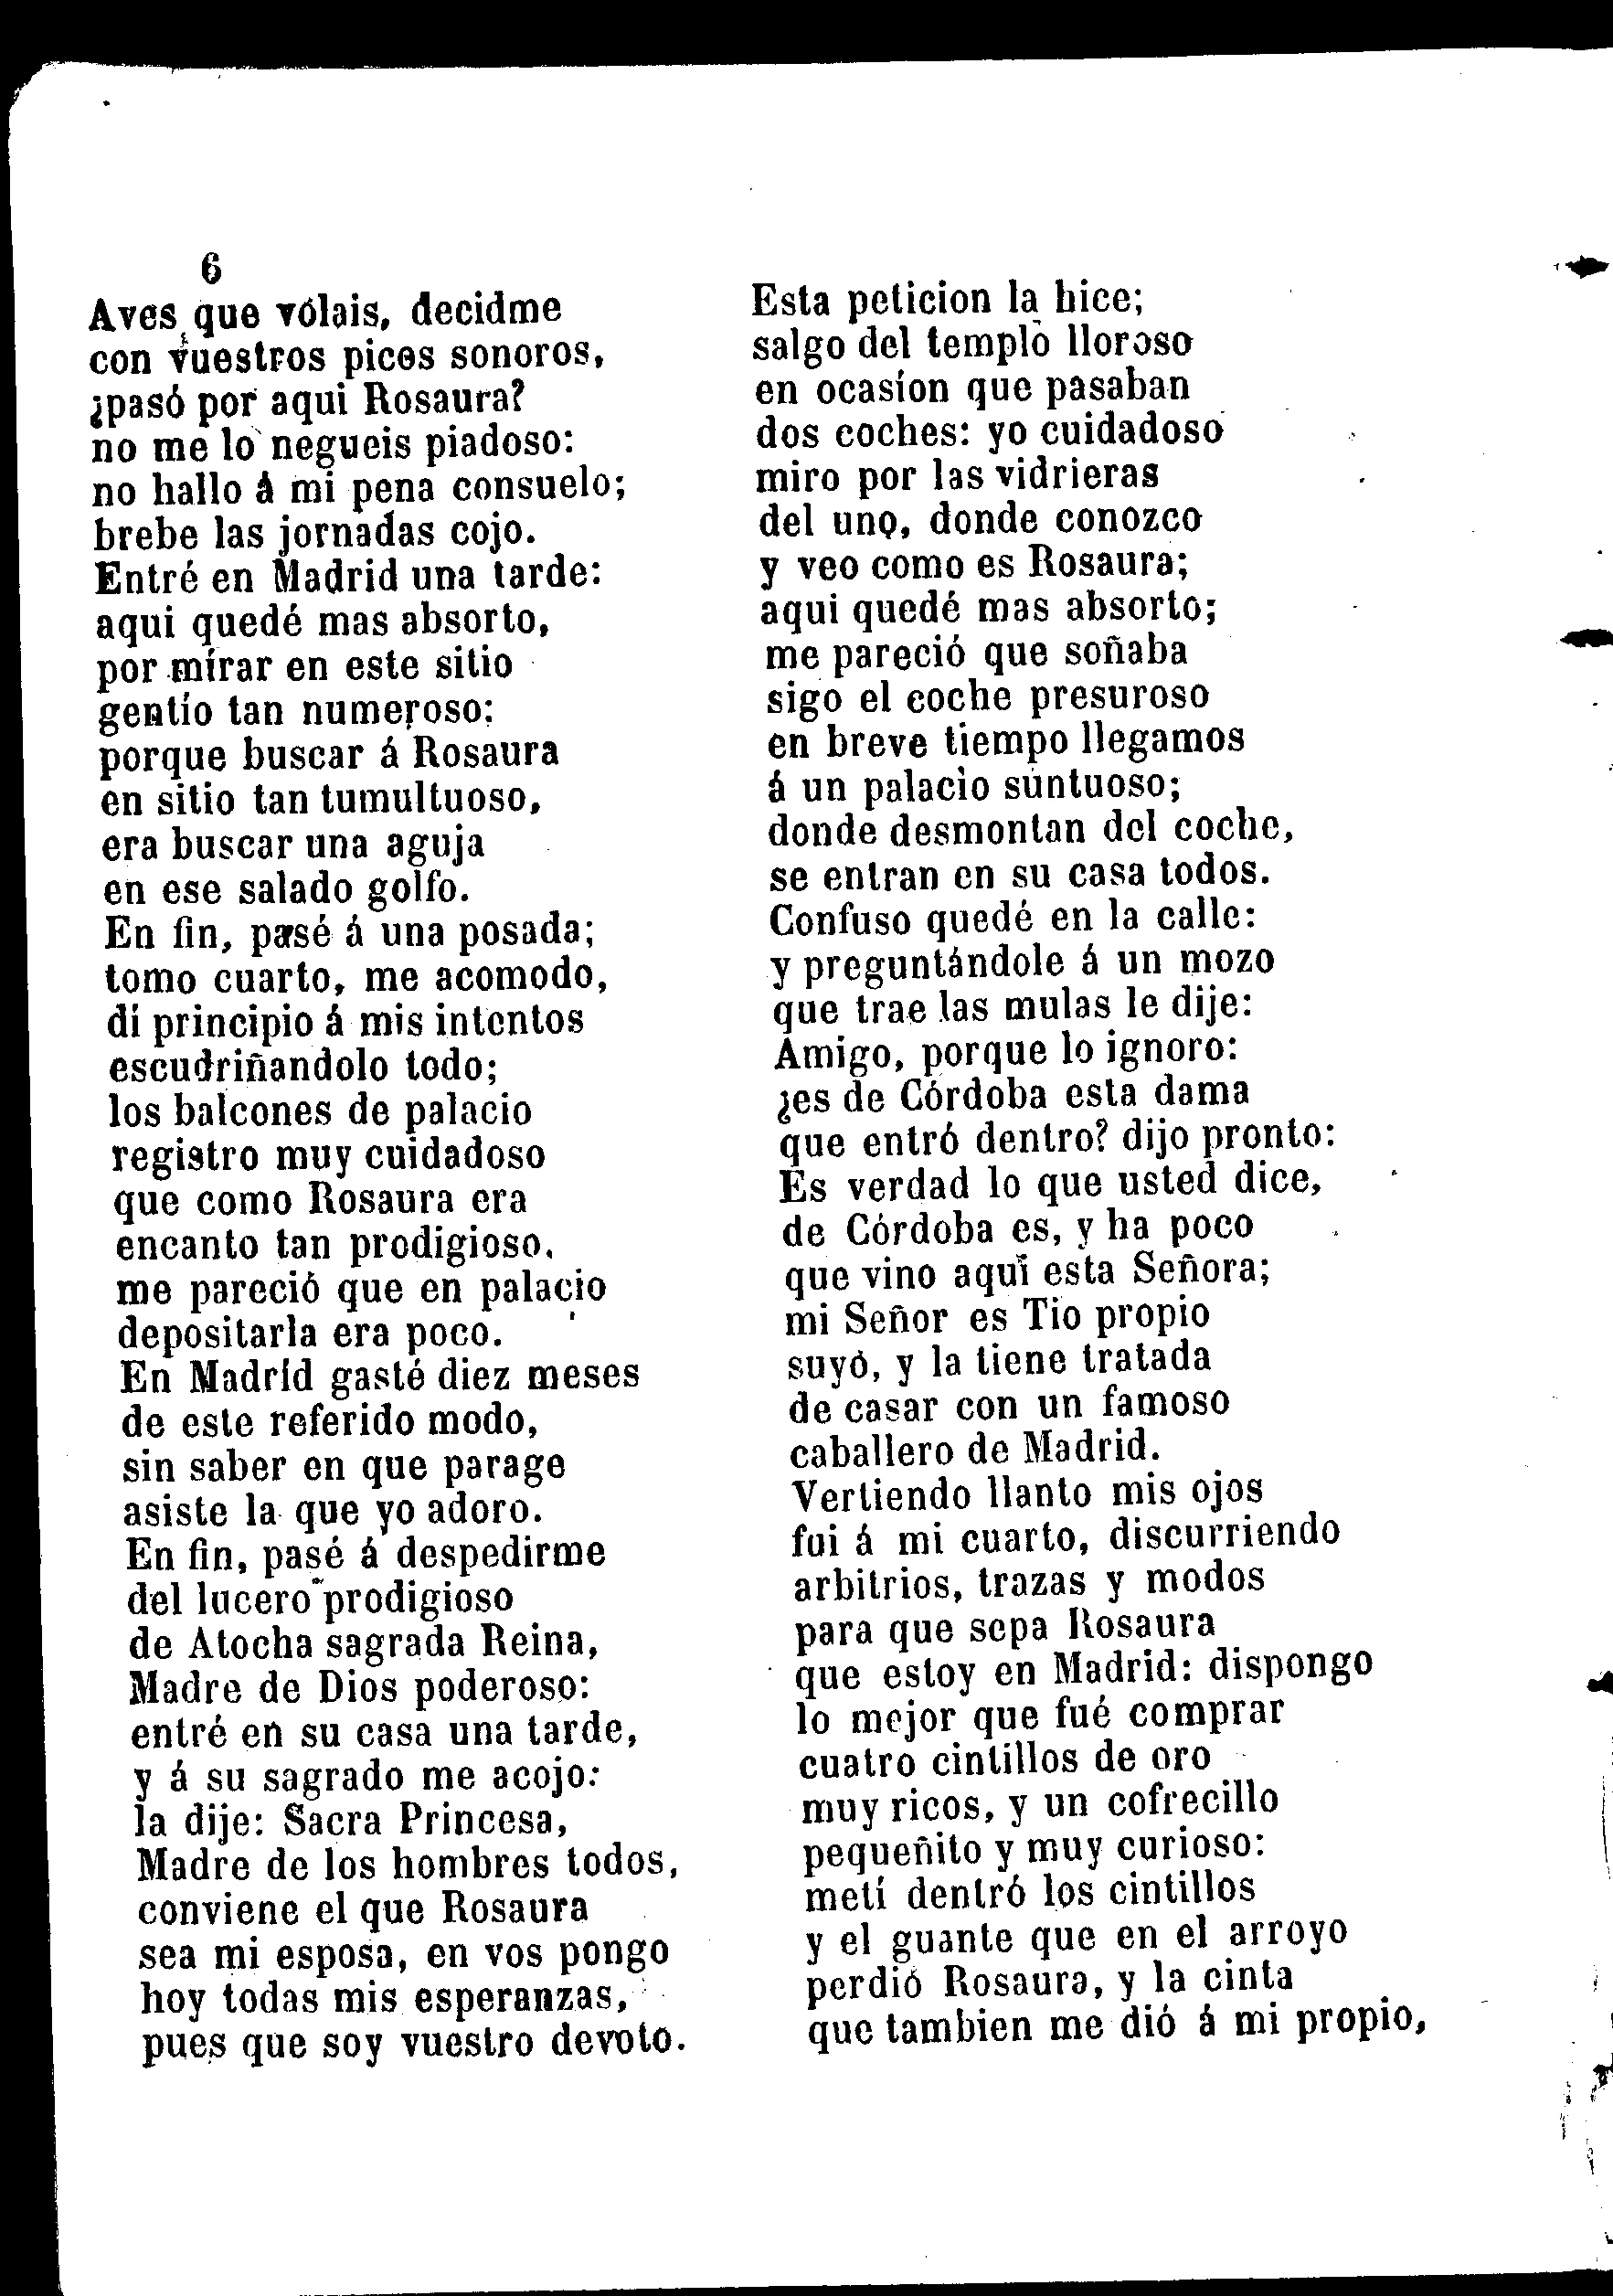 6
Aves que volais, decidme
con vuestros picos sonoros,
¿pasó por aqui Rosaura?
no me lo negueis piadoso:
no hallo á mi pena consuelo;
brebe las jornadas cojo.
Entré en Madrid una tarde:
aqui quedé mas absorto,
por mirar en este sitio
gentío tan numeroso:
porque buscar á Rosaura
en sitio tan tumultuoso,
era buscar una aguja
en ese salado golfo.
En fin, pasé á una posada;
tomo cuarto, me acomodo,
di principio á mis intentos
escudriñandolo todo;
los balcones de palacio
registro muy cuidadoso
que como Rosaura era
encanto tan prodigioso,
me pareció que en palacio
depositarla era poco.
En Madrid gasté diez meses
de este referido modo,
sin saber en que parage
asiste la que yo adoro.
En fin, pasé á despedirme
del lucero prodigioso
de Atocha sagrada Reina,
Madre de Dios poderoso:
entré en su casa una tarde,
y á su sagrado me acojo:
la dije: Sacra Princesa,
Madre de los hombres todos,
conviene el que Rosaura
sea mi esposa, en vos pongo
hoy todas mis esperanzas,
pues que soy vuestro devoto.
Esta peticion la hice;
salgo del templo lloroso
en ocasíon que pasaban
dos coches: yo cuidadoso
miro por las vidrieras
del uno, donde conozco
y veo como es Rosaura;
aqui quedé mas absorto;
me pareció que soñaba
sigo el coche presuroso
en breve tiempo llegamos
á un palacio suntuoso;
donde desmontan del coche,
se entran en su casa todos.
Confuso quedé en la calle:
y preguntándole á un mozo
que trae las mulas le dije:
Amigo, porque lo ignoro:
¿es de Córdoba esta dama
que entró dentro? dijo pronto:
Es verdad lo que usted dice,
de Córdoba es, y ha poco
que vino aqui esta Señora;
mi Señor es Tio propio
suyo, y la tiene tratada
de casar con un famoso
caballero de Madrid.
Vertiendo llanto mis ojos
fui á mi cuarto, discurriendo
arbitrios, trazas y modos
para que sepa Rosaura
que estoy en Madrid: dispongo
lo mejor que fué comprar
cuatro cintillos de oro
muy ricos, y un cofrecillo
pequeñito y muy curioso:
metí dentró los cintillos
y el guante que en el arroyo
perdió Rosaura, y la cinta
que tambien me dió á mi propio,